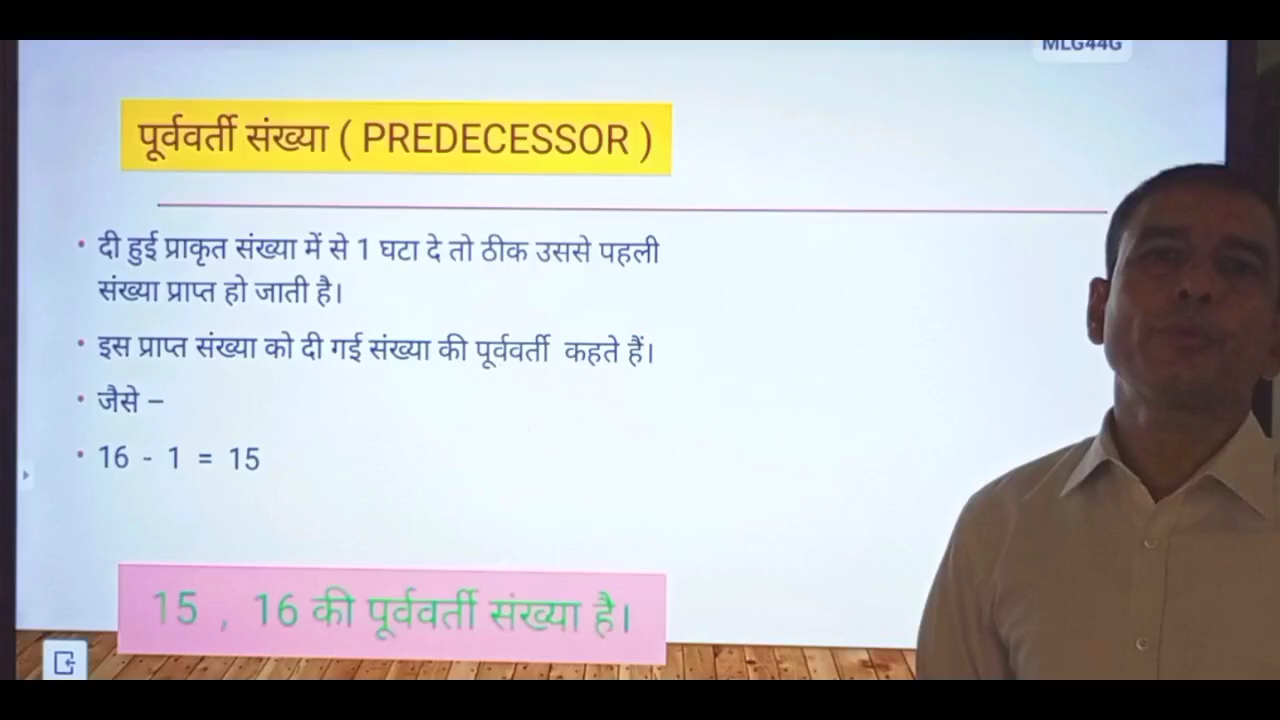 MLG44G
पूर्ववर्ती संख्या ( PREDECESSOR )
• दी हुई प्राकृत संख्या में से 1 घटा दे तो ठीक उससे पहली
संख्या प्राप्त हो जाती है।
• इस प्राप्त संख्या को दी गई संख्या की पूर्ववर्ती कहते हैं।
• जैसे –
• 16 - 1 = 15
15 , 16 की पूर्ववर्ती संख्या है।